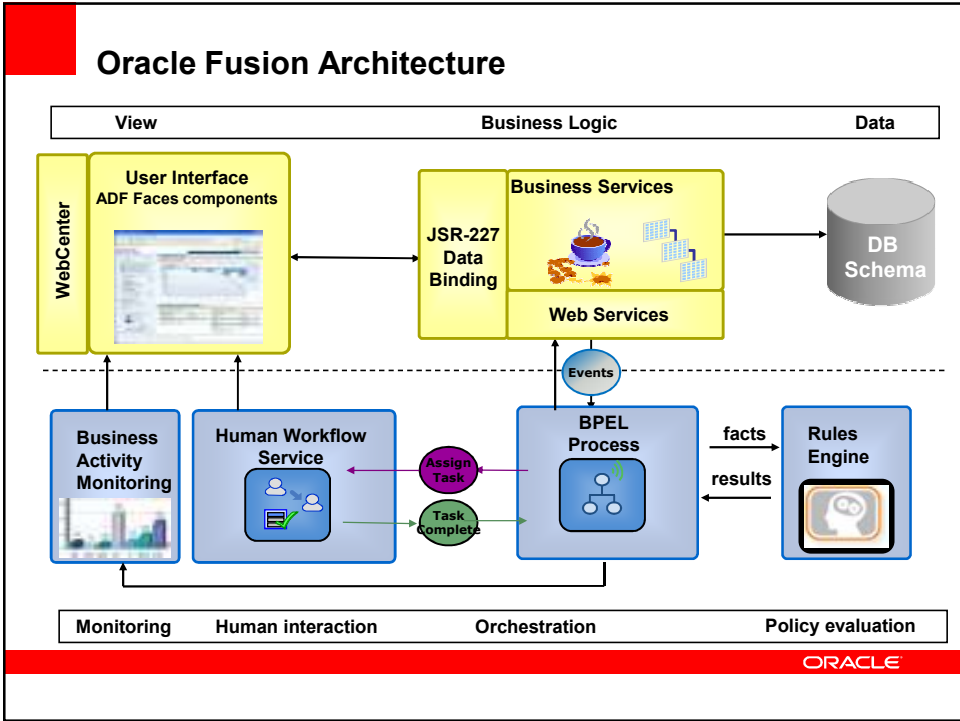 Oracle Fusion Architecture
View
Business Logic
Data
WebCenter
User Interface
ADF Faces components
JSR-227
Data
Binding
Business Services
Web Services
DB
Schema
Events
Business
Activity
Monitoring
Human Workflow
Service
Assign
Task
Task
Complete
BPEL
Process
facts
results
Rules
Engine
Monitoring
Human interaction
Orchestration
Policy evaluation
ORACLE